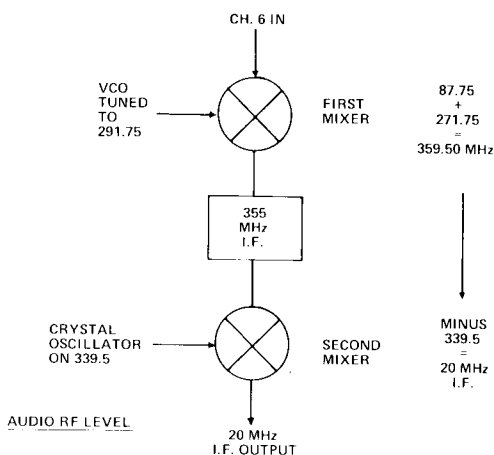 CH. 6 IN
VCO
TUNED
TO
291.75
FIRST
MIXER
87.75
+
271.75
=
359.50 MHz
355
MHz
I.F.
CRYSTAL
OSCILLATOR
ON 339.5
SECOND
MIXER
MINUS
339.5
=
20 MHz
I.F.
AUDIO RF LEVEL
20 MHz
I.F. OUTPUT